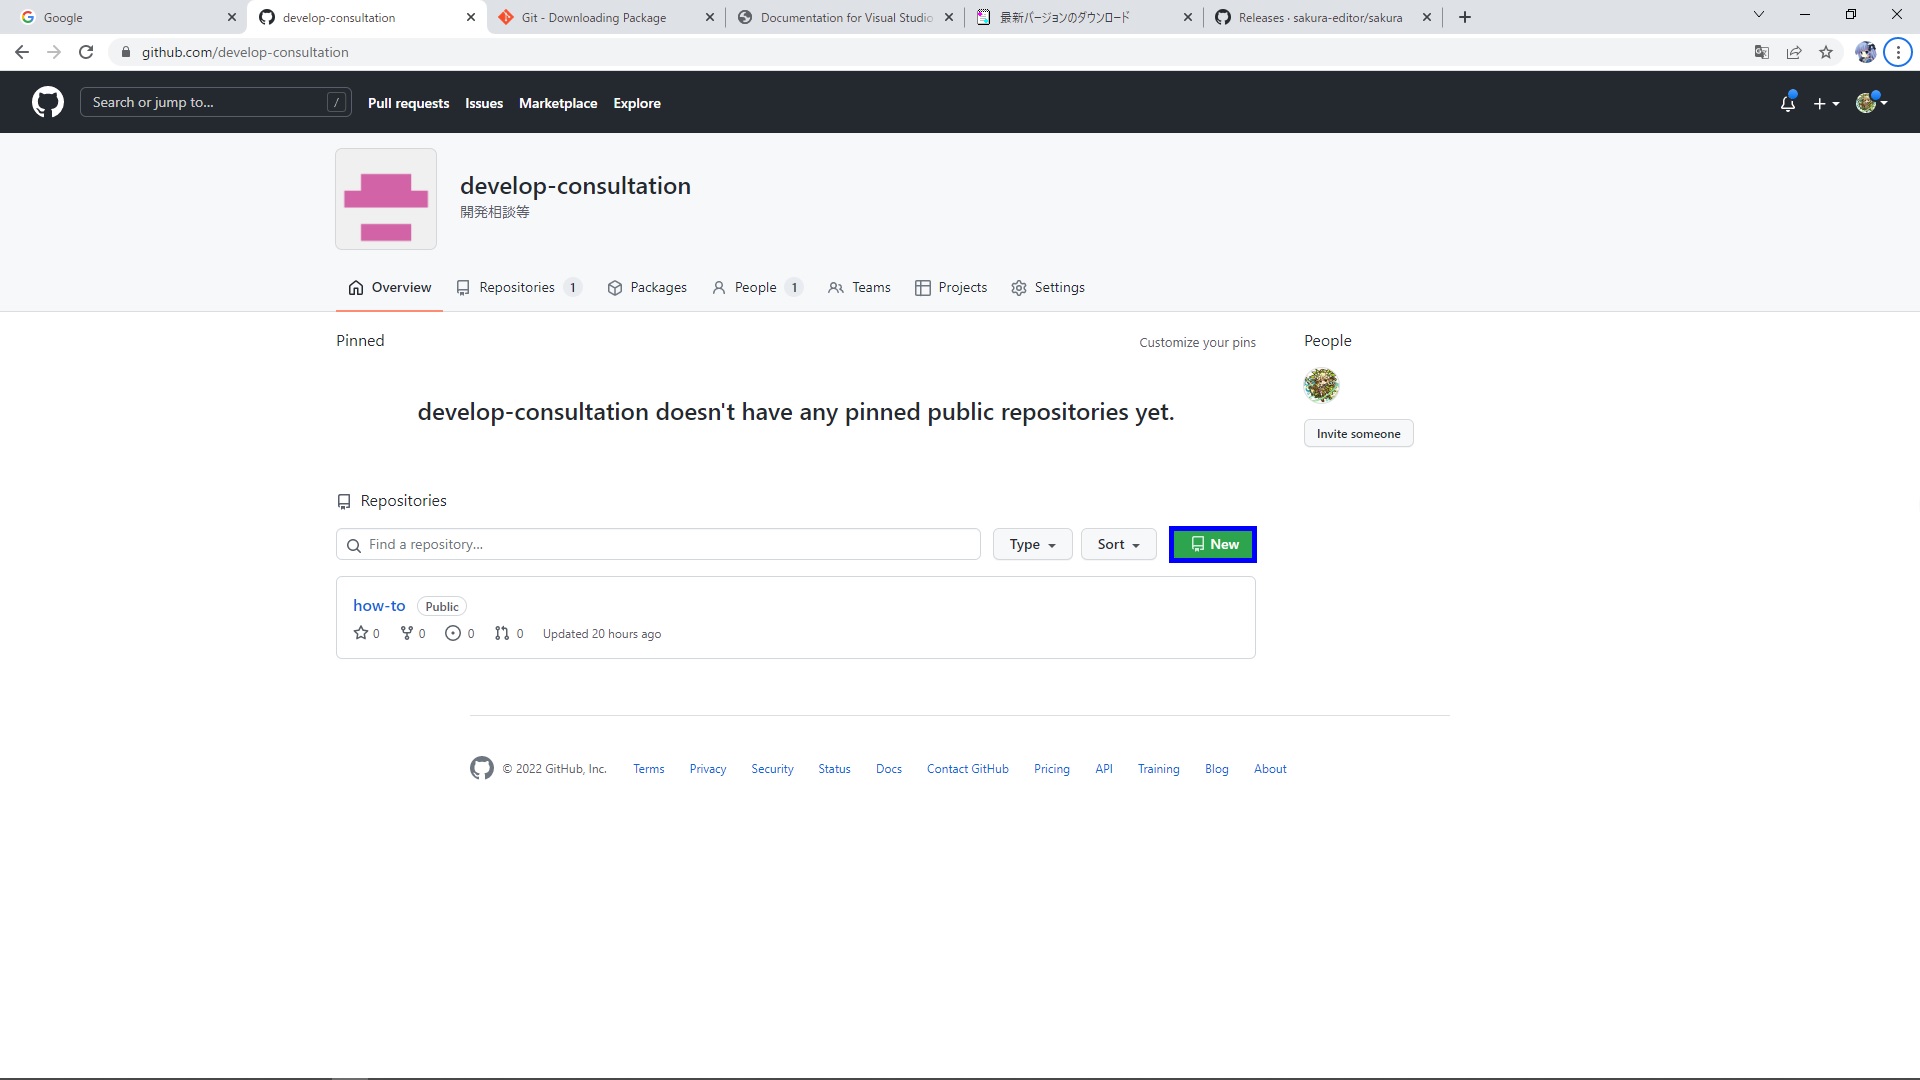 Google
develop-consultation
Git - Downloading Package
Documentation for Visual Studio
最新バージョンのダウンロード
Releases · sakura-editor/sakura
github.com/develop-consultation
Search or jump to...
/
Pull requests
Issues
Marketplace
Explore
develop-consultation
開発相談等
Overview
Repositories 1
Packages
People 1
Teams
Projects
Settings
Pinned
Customize your pins
People
develop-consultation doesn't have any pinned public repositories yet.
Invite someone
Repositories
Find a repository...
Type
Sort
New
how-to Public
0 0 0 0 Updated 20 hours ago
© 2022 GitHub, Inc.
Terms
Privacy
Security
Status
Docs
Contact GitHub
Pricing
API
Training
Blog
About